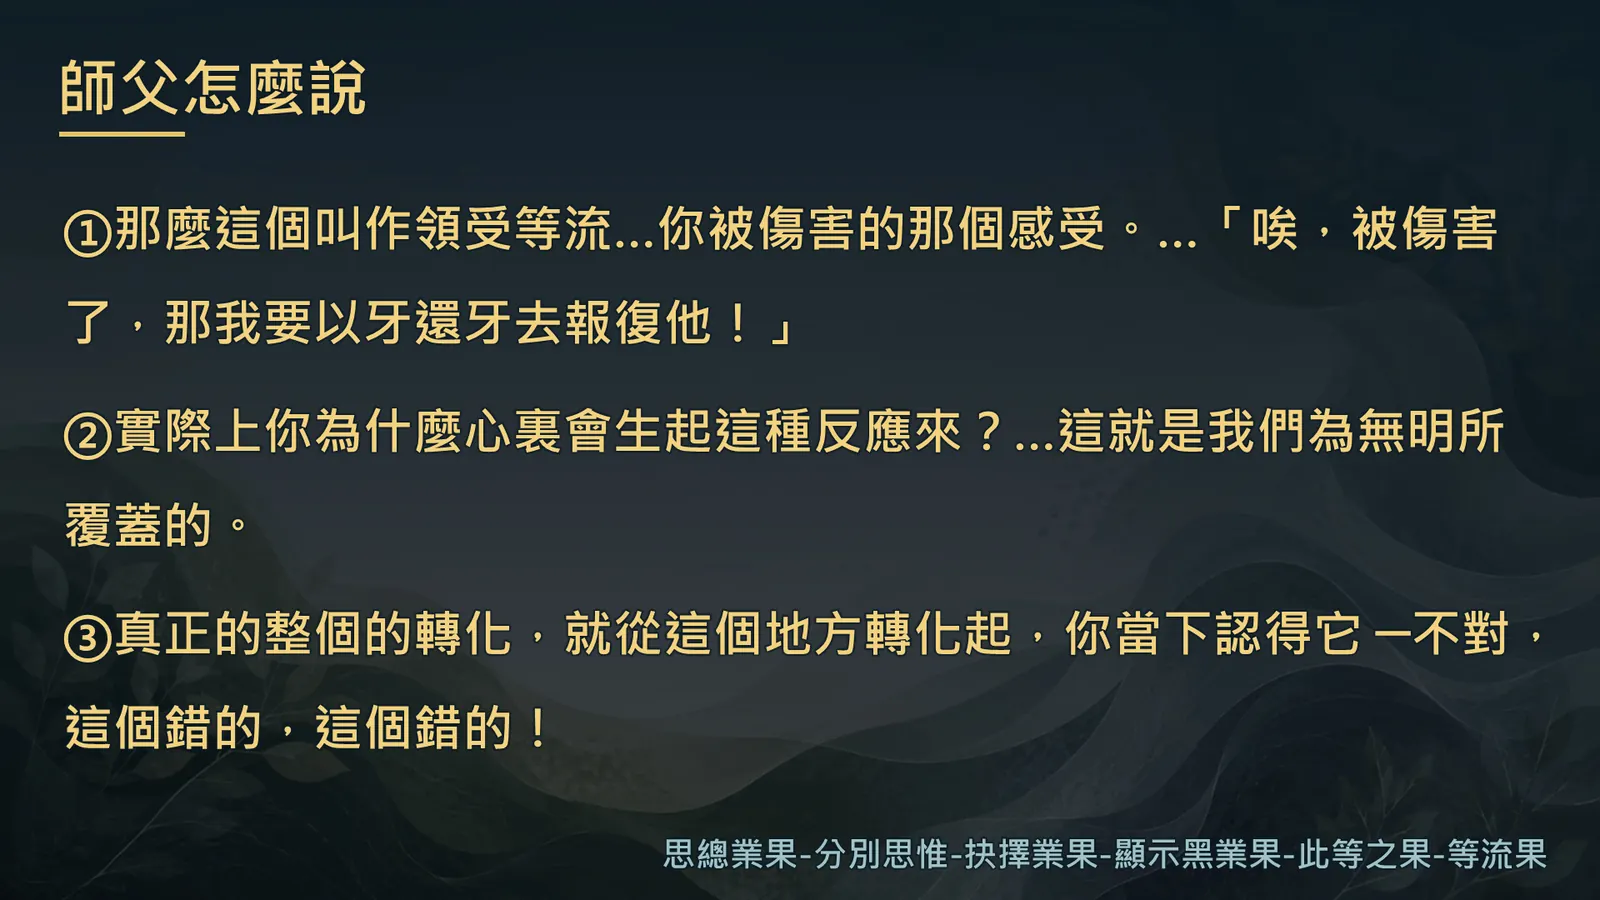 師父怎麼說
①那麼這個叫作領受等流...你被傷害的那個感受。...「唉，被傷害
了，那我要以牙還牙去報復他！」
②實際上你為什麼心裏會生起這種反應來？...這就是我們為無明所
覆蓋的。
③真正的整個的轉化，就從這個地方轉化起，你當下認得它─不對，
這個錯的，這個錯的！
思總業果-分別思惟-抉擇業果-顯示黑業果-此等之果-等流果